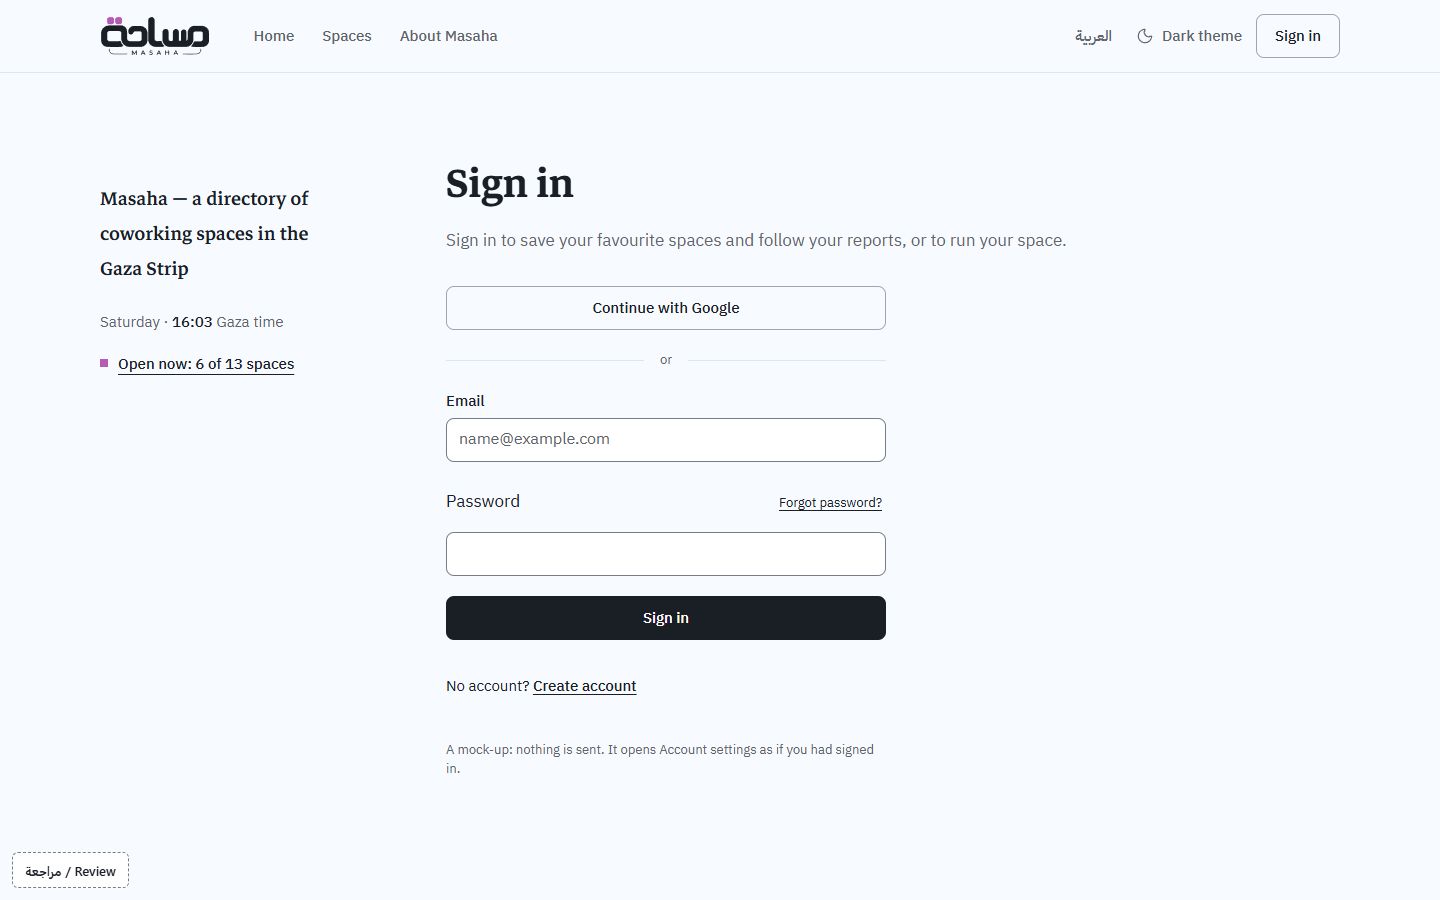 مساحة
MASAHA
Home
Spaces
About Masaha
العربية
Dark theme
Sign in
Masaha — a directory of
coworking spaces in the
Gaza Strip
Saturday · 16:03 Gaza time
Open now: 6 of 13 spaces
Sign in
Sign in to save your favourite spaces and follow your reports, or to run your space.
Continue with Google
or
Email
name@example.com
Password
Forgot password?
Sign in
No account? Create account
A mock-up: nothing is sent. It opens Account settings as if you had signed
in.
مراجعة / Review